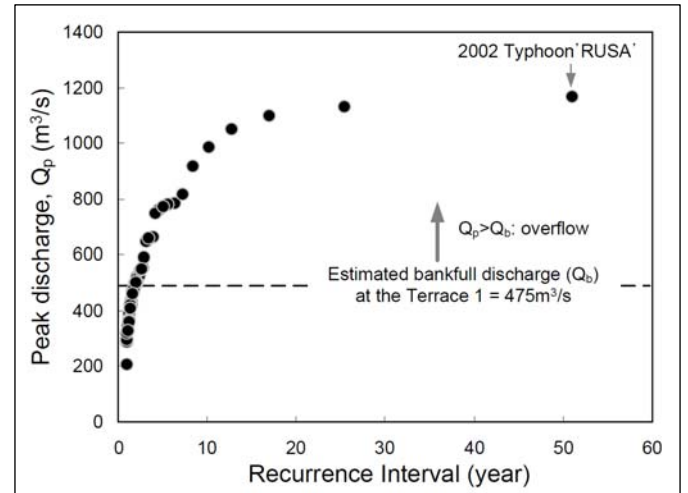 1400
1200
1000
800
600
400
200
0
Peak discharge, Qp (m³/s)
2002 Typhoon ʹRUSAʹ
Qp>Qb: overflow
Estimated bankfull discharge (Qb)
at the Terrace 1 = 475m³/s
0 10 20 30 40 50 60
Recurrence Interval (year)